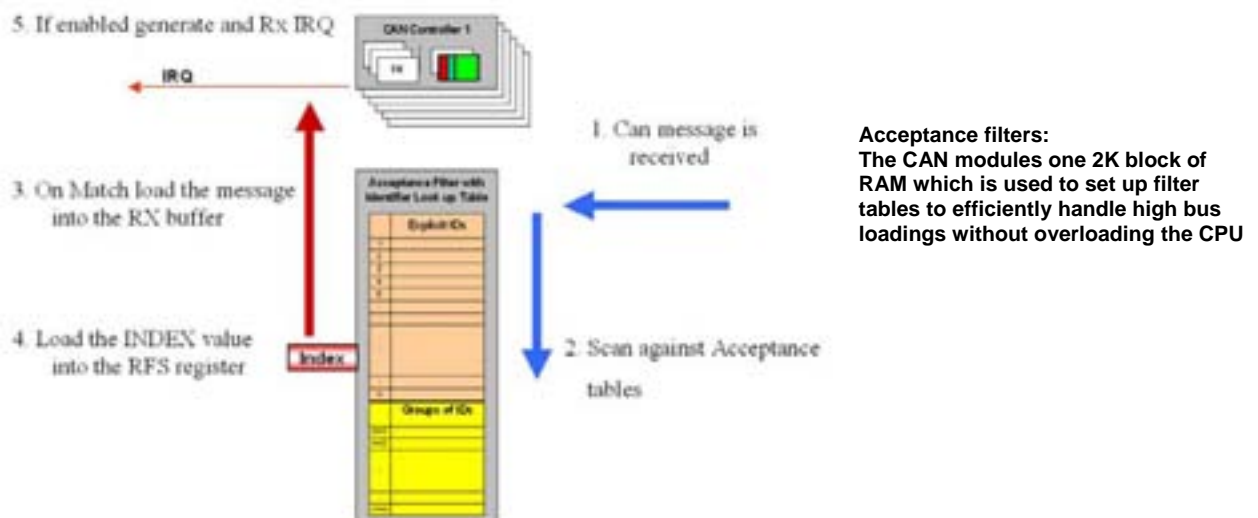 5. If enabled generate and Rx IRQ
CAN Controller 1
IRQ
1. Can message is
received
Acceptance filters:
The CAN modules one 2K block of
RAM which is used to set up filter
tables to efficiently handle high bus
loadings without overloading the CPU
3. On Match load the message
into the RX buffer
Acceptance Filter with
Identifier Look up Table
Explicit IDs
4. Load the INDEX value
into the RFS register
Index
2. Scan against Acceptance
tables
Groups of IDs